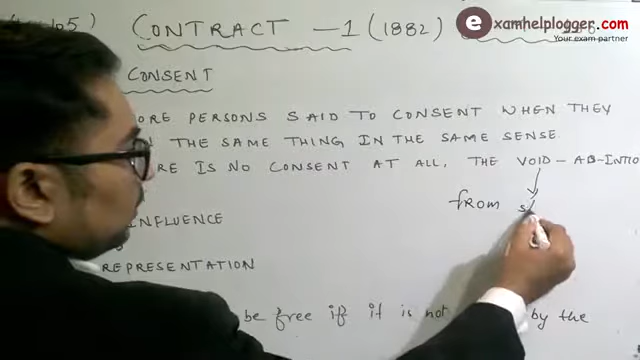 CONTRACT - 1 (1882)
examhelplogger.com
Your exam partner
CONSENT
ORE PERSONS SAID TO CONSENT WHEN THEY
THE SAME THING IN THE SAME SENSE
RE IS NO CONSENT AT ALL, THE VOID - AB-INTIO
from
INFLUENCE
REPRESENTATION
be free if it is not by the